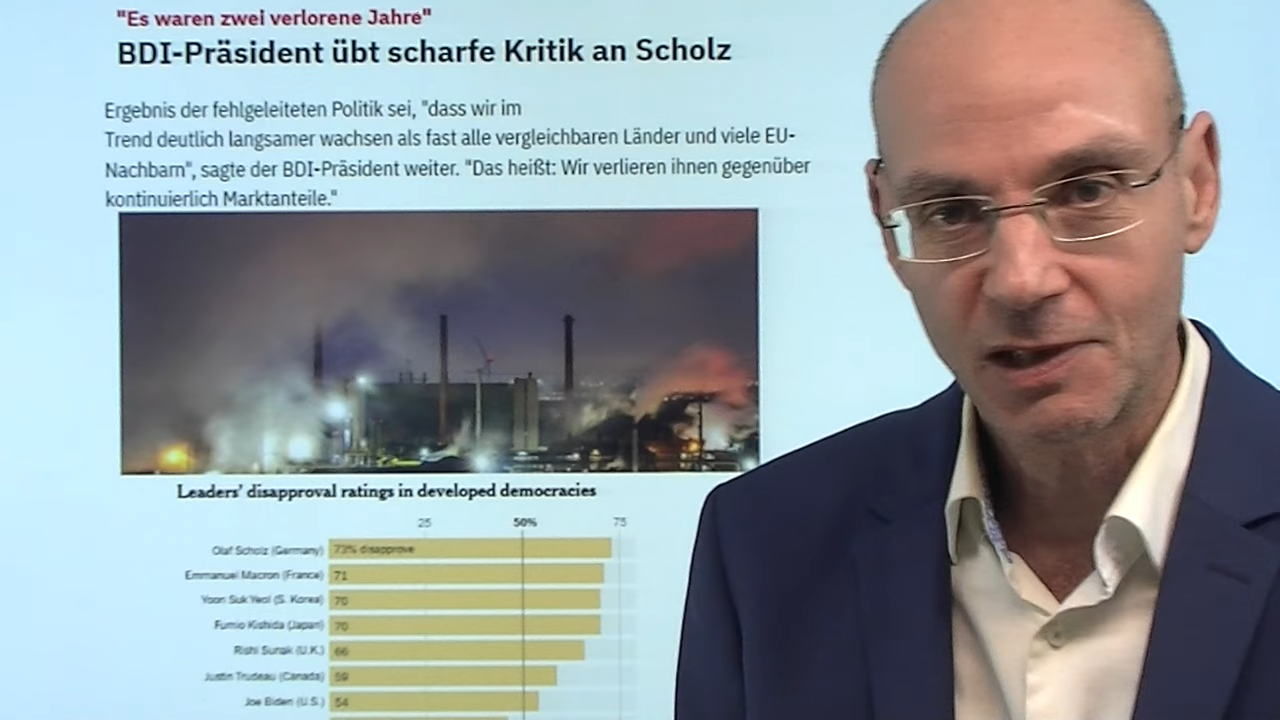 "Es waren zwei verlorene Jahre"
BDI-Präsident übt scharfe Kritik an Scholz
Ergebnis der fehlgeleiteten Politik sei, "dass wir im
Trend deutlich langsamer wachsen als fast alle vergleichbaren Länder und viele EU-
Nachbarn", sagte der BDI-Präsident weiter. "Das heißt: Wir verlieren ihnen gegenüber
kontinuierlich Marktanteile."
Leaders' disapproval ratings in developed democracies
25 50% 75
Olaf Scholz (Germany) 73% disapprove
Emmanuel Macron (France) 71
Yoon Suk Yeol (S. Korea) 70
Fumio Kishida (Japan) 70
Rishi Sunak (U.K.) 66
Justin Trudeau (Canada) 59
Joe Biden (U.S.) 54